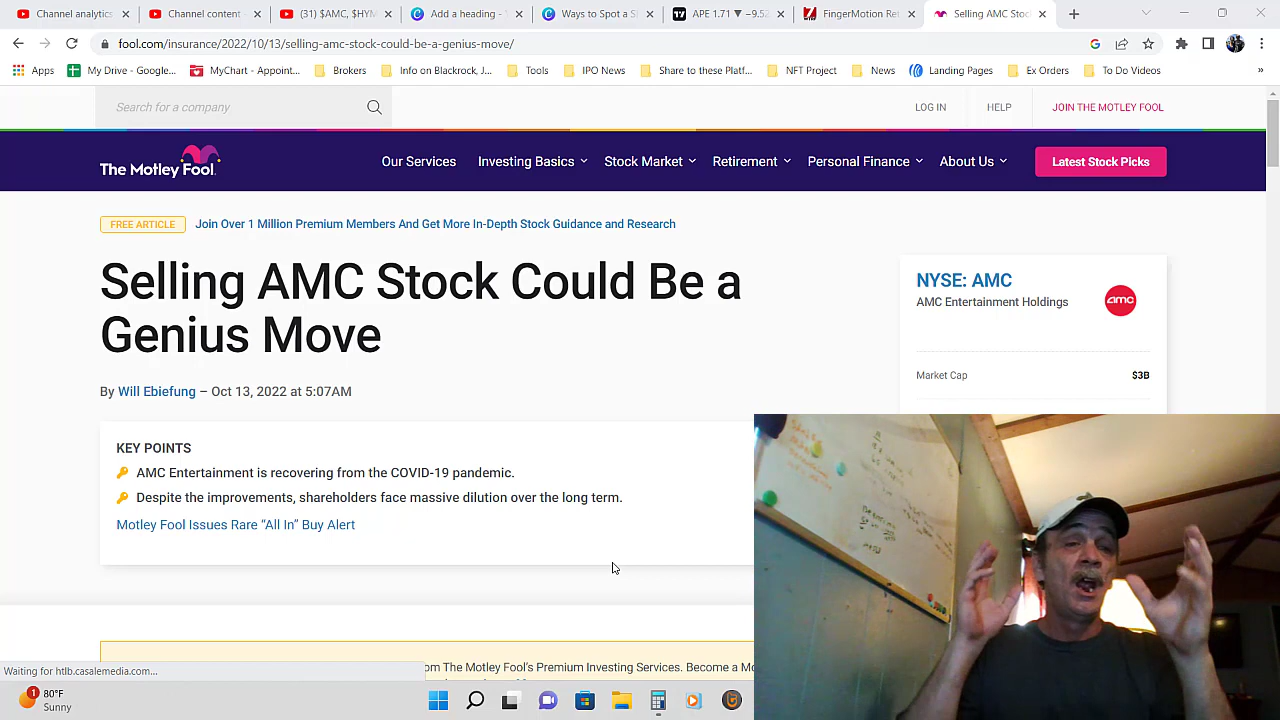 Channel analytics
Channel content -
(31) $AMC, $HYM
Add a heading -
Ways to Spot a S
APE 1.71 ▼ −9.52
FingerMotion Re
Selling AMC Stoc
fool.com/insurance/2022/10/13/selling-amc-stock-could-be-a-genius-move/
Apps
My Drive - Google...
MyChart - Appoint...
Brokers
Info on Blackrock, J...
Tools
IPO News
Share to these Platf...
NFT Project
News
Landing Pages
Ex Orders
To Do Videos
»
Search for a company
LOG IN
HELP
JOIN THE MOTLEY FOOL
The Motley Fool.
Our Services
Investing Basics
Stock Market
Retirement
Personal Finance
About Us
Latest Stock Picks
FREE ARTICLE
Join Over 1 Million Premium Members And Get More In-Depth Stock Guidance and Research
Selling AMC Stock Could Be a
Genius Move
By Will Ebiefung – Oct 13, 2022 at 5:07AM
NYSE: AMC
AMC Entertainment Holdings
amc
Market Cap
$3B
KEY POINTS
AMC Entertainment is recovering from the COVID-19 pandemic.
Despite the improvements, shareholders face massive dilution over the long term.
Motley Fool Issues Rare “All In” Buy Alert
om The Motley Fool's Premium Investing Services. Become a Mo
Waiting for htlb.casalemedia.com...
1
80°F
Sunny